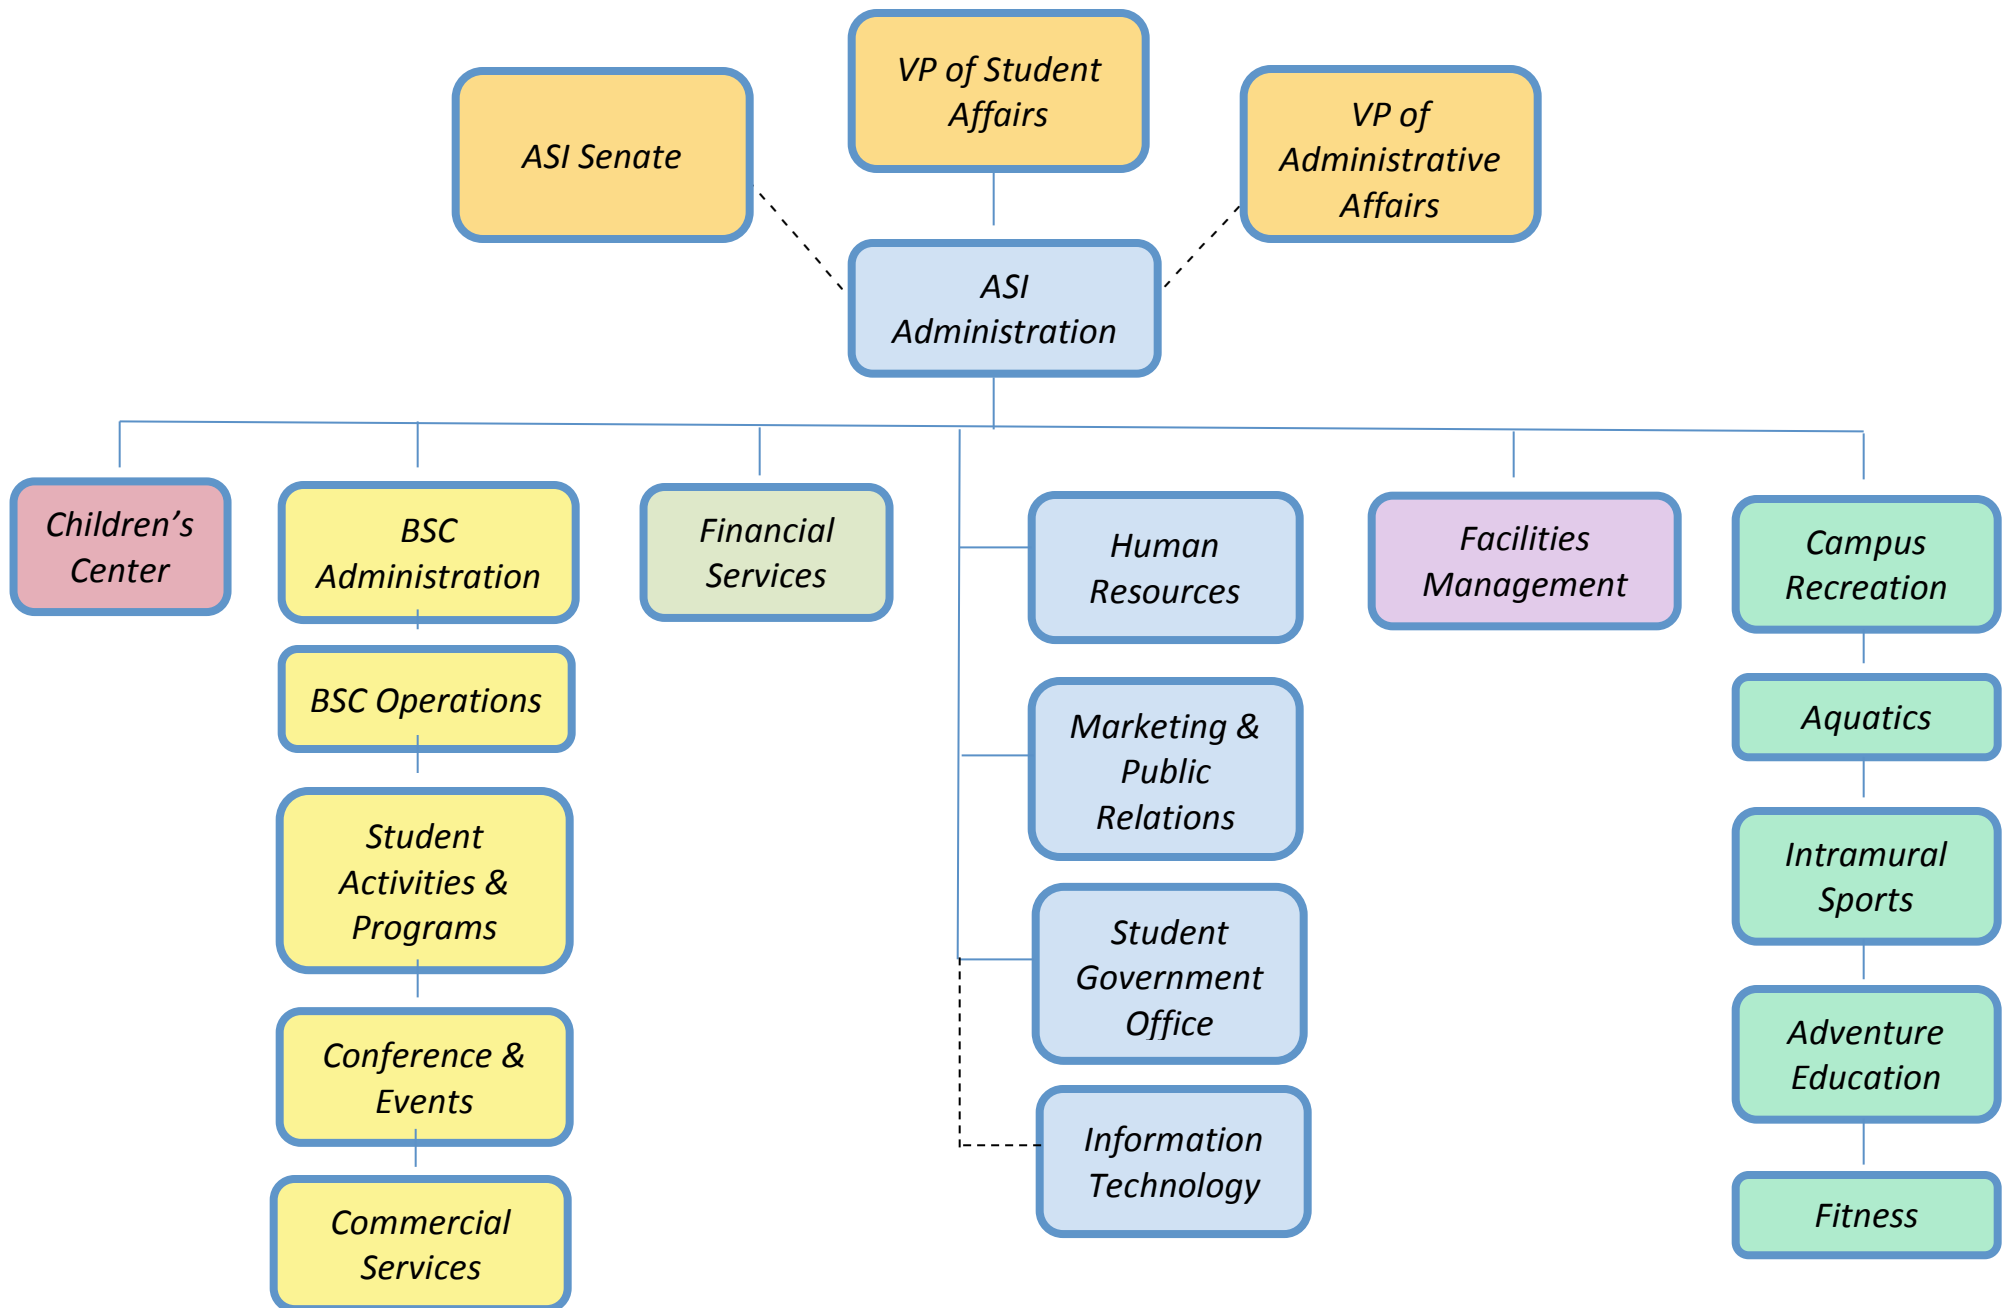 VP of Student
Affairs
ASI Senate
VP of
Administrative
Affairs
ASI
Administration
Children’s
Center
BSC
Administration
BSC Operations
Student
Activities &
Programs
Conference &
Events
Commercial
Services
Financial
Services
Human
Resources
Marketing &
Public
Relations
Student
Government
Office
Information
Technology
Facilities
Management
Campus
Recreation
Aquatics
Intramural
Sports
Adventure
Education
Fitness